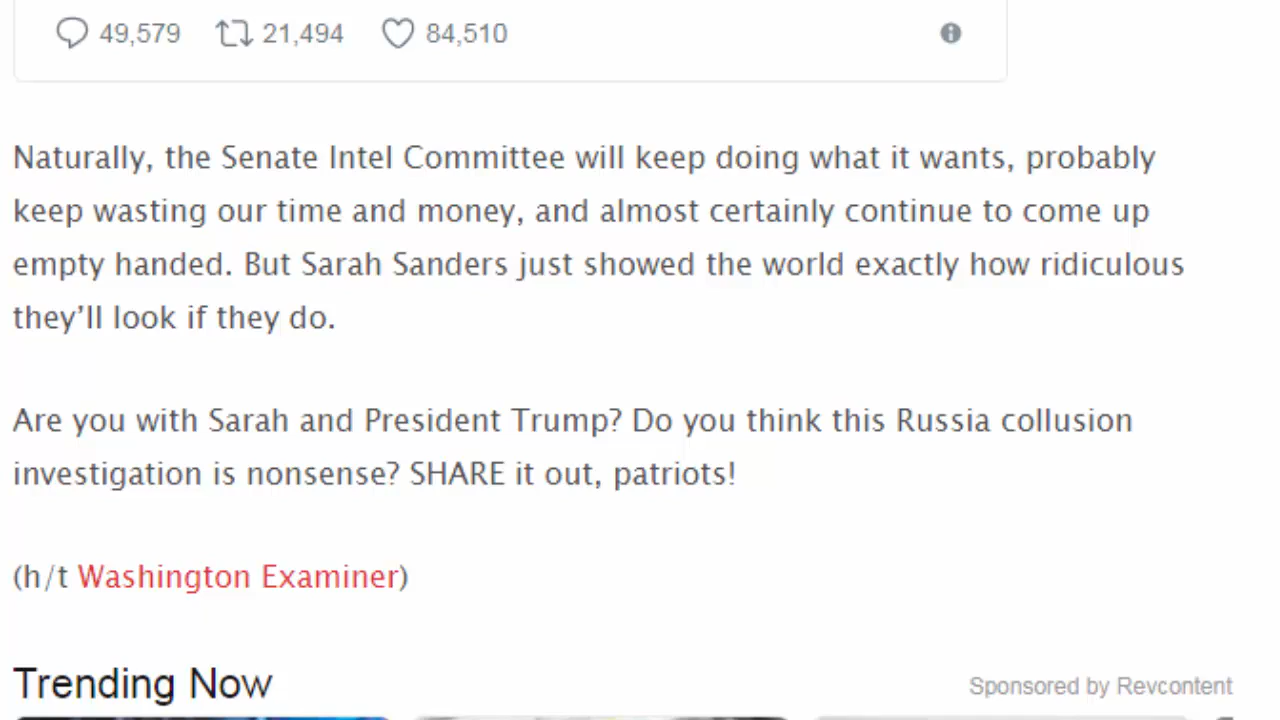 49,579 21,494 84,510
Naturally, the Senate Intel Committee will keep doing what it wants, probably
keep wasting our time and money, and almost certainly continue to come up
empty handed. But Sarah Sanders just showed the world exactly how ridiculous
they’ll look if they do.
Are you with Sarah and President Trump? Do you think this Russia collusion
investigation is nonsense? SHARE it out, patriots!
(h/t Washington Examiner)
Trending Now
Sponsored by Revcontent